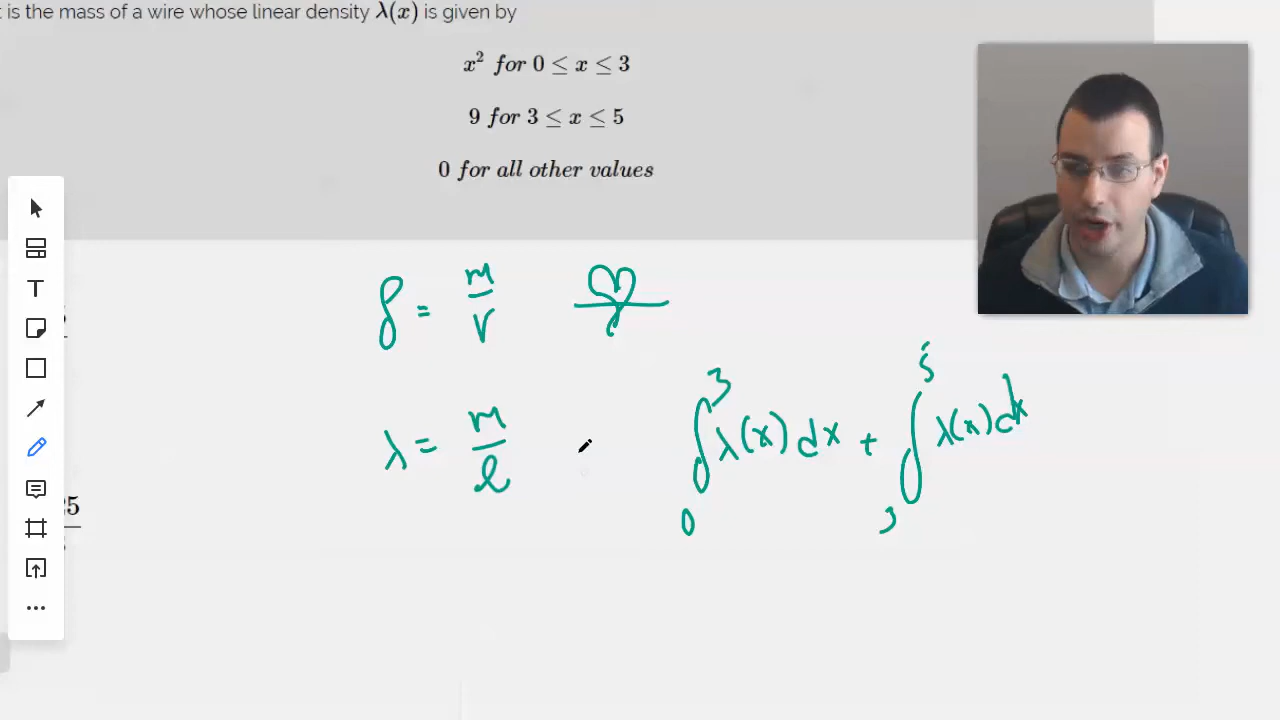 is the mass of a wire whose linear density λ(x) is given by
x² for 0 ≤ x ≤ 3
9 for 3 ≤ x ≤ 5
0 for all other values
ρ = m/v
λ = m/l
∫₀³ λ(x) dx + ∫₃⁵ λ(x) dx
25
T